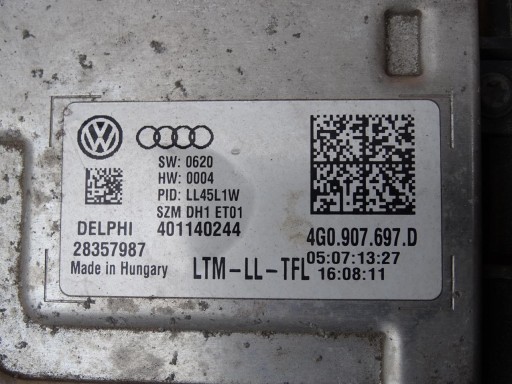 SW: 0620
HW: 0004
PID: LL45L1W
SZM DH1 ET01
DELPHI 401140244
28357987
Made in Hungary
LTM-LL-TFL
4G0.907.697.D
05:07:13:27
16:08:11